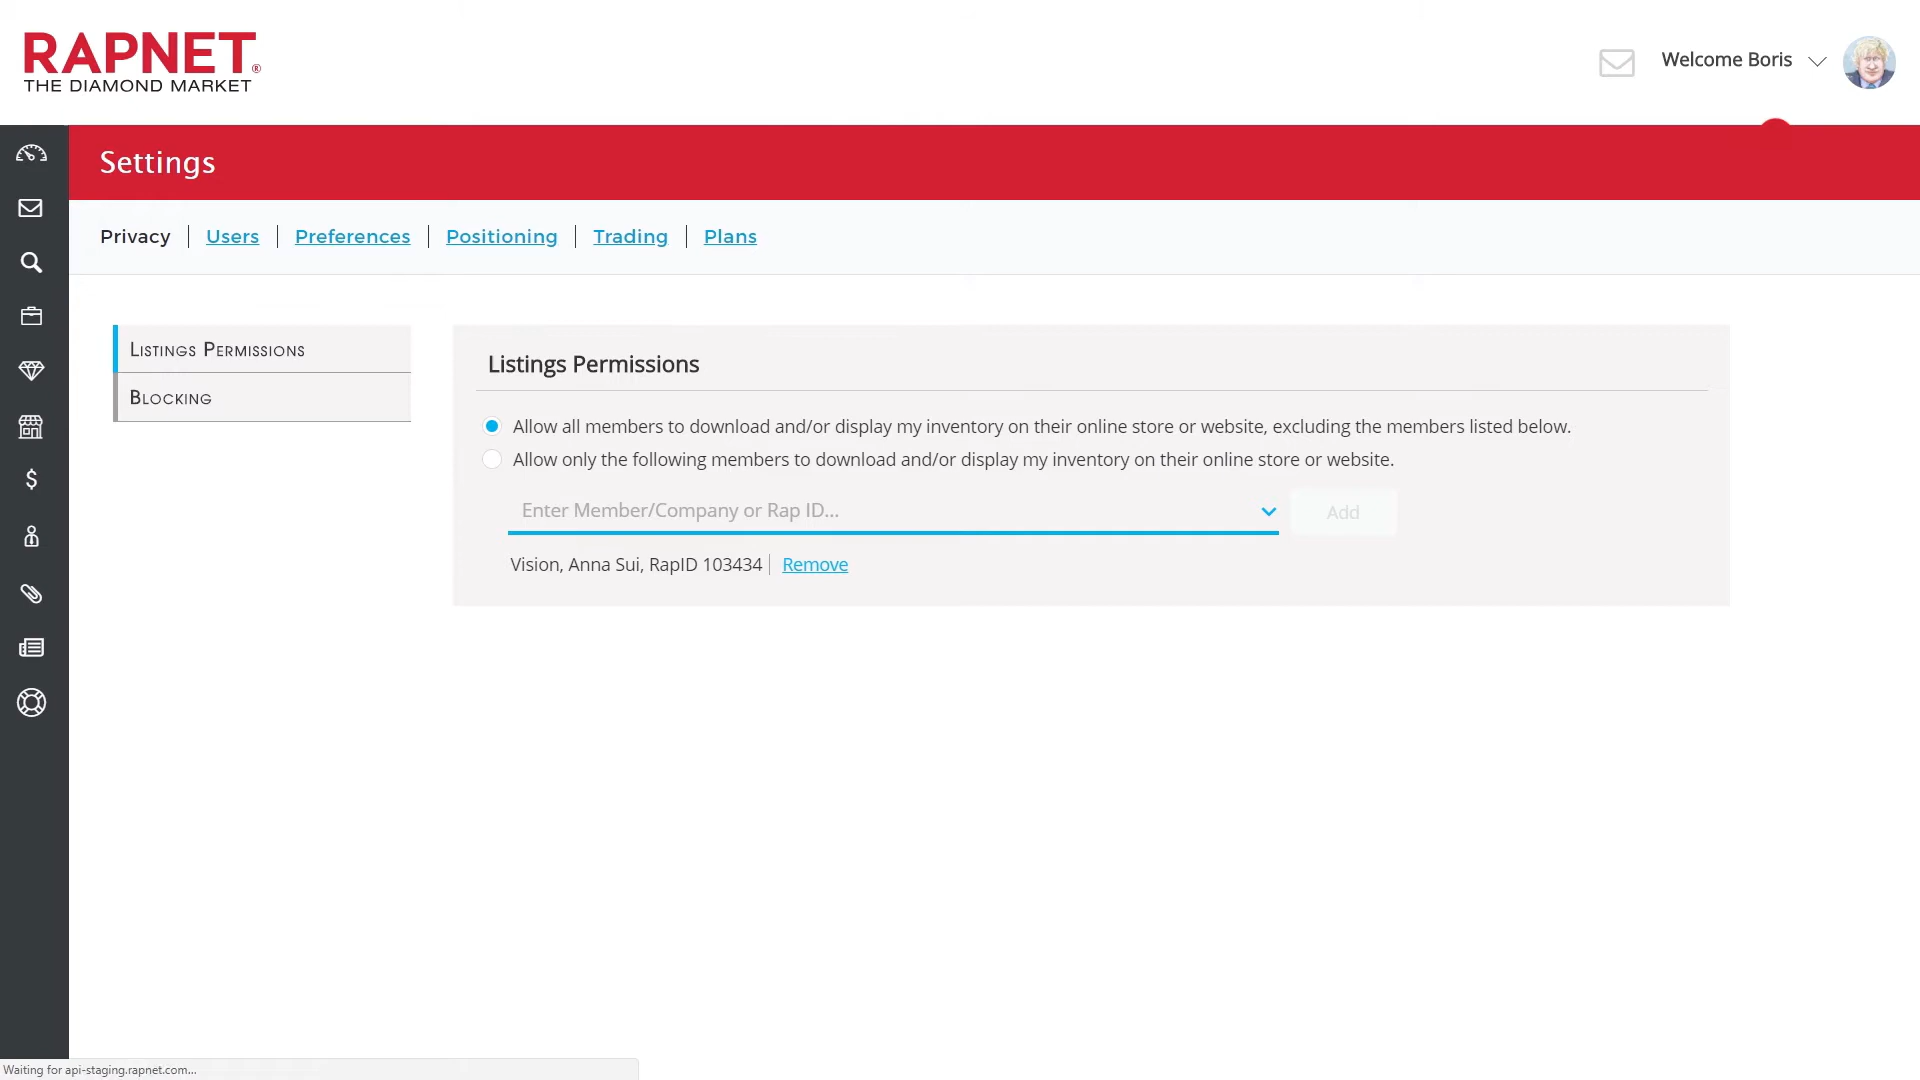 RAPNET®
THE DIAMOND MARKET
Welcome Boris
Settings
Privacy
Users
Preferences
Positioning
Trading
Plans
Listings Permissions
Blocking
Listings Permissions
Allow all members to download and/or display my inventory on their online store or website, excluding the members listed below.
Allow only the following members to download and/or display my inventory on their online store or website.
Enter Member/Company or Rap ID...
Add
Vision, Anna Sui, RapID 103434
Remove
Waiting for api-staging.rapnet.com...